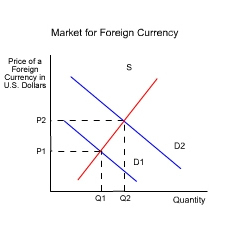 Market for Foreign Currency
Price of a
Foreign
Currency in
U.S. Dollars
S
P2
P1
D2
D1
Q1 Q2
Quantity